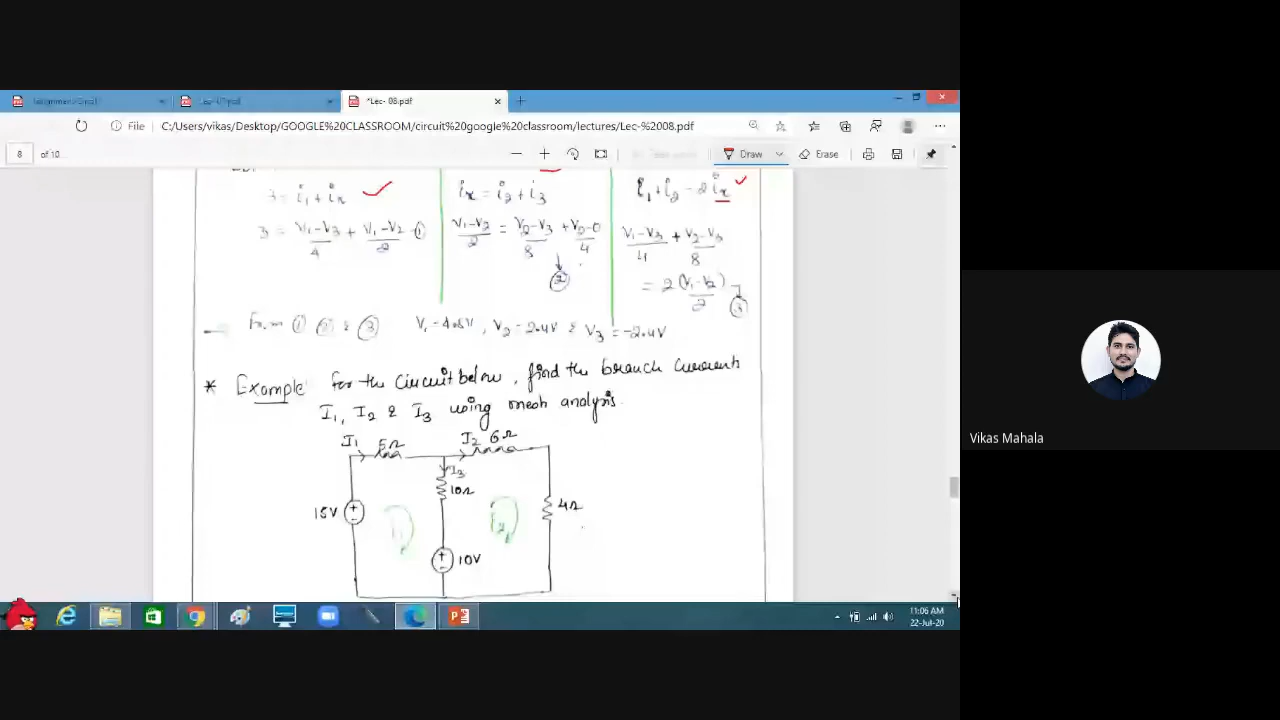 *Lec- 08.pdf
File C:/Users/vikas/Desktop/GOOGLE%20CLASSROOM/circuit%20google%20classroom/lectures/Lec-%2008.pdf
8 of 10 Draw Erase
3 = i1 + ix
ix = i2 + i3
i1 + i2 = 2ix
3 = V1-V3/4 + V1-V2/2 - ①
V1-V2/2 = V2-V3/8 + V2-0/4
②
V1-V3/4 + V2-V3/8
= 2(V1-V2)/2 → ③
From ① ② & ③ V1 = 4.8V, V2 = 2.4V & V3 = -2.4V
* Example for the Circuit below, find the branch Currents
I1, I2 & I3 using mesh analysis.
I1 5Ω I2 6Ω
I3
10Ω
15V + - i1 i2 4Ω
+ - 10V
Vikas Mahala
11:06 AM
22-Jul-20